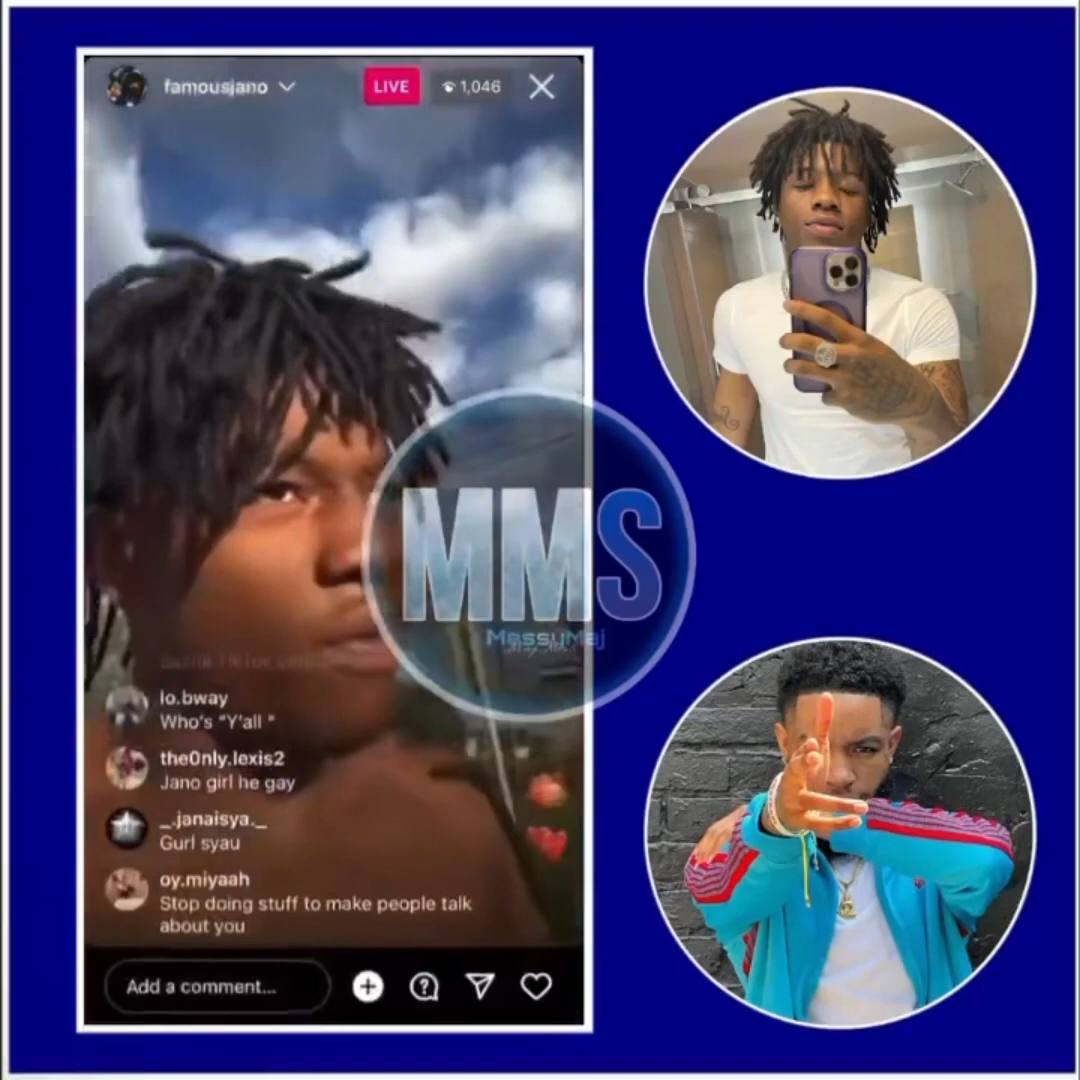 famousjano
LIVE
1,046
MMS
MessyMaj
lo.bway
Who's "Y'all "
the0nly.lexis2
Jano girl he gay
_.janaisya._
Gurl syau
oy.miyaah
Stop doing stuff to make people talk
about you
Add a comment...